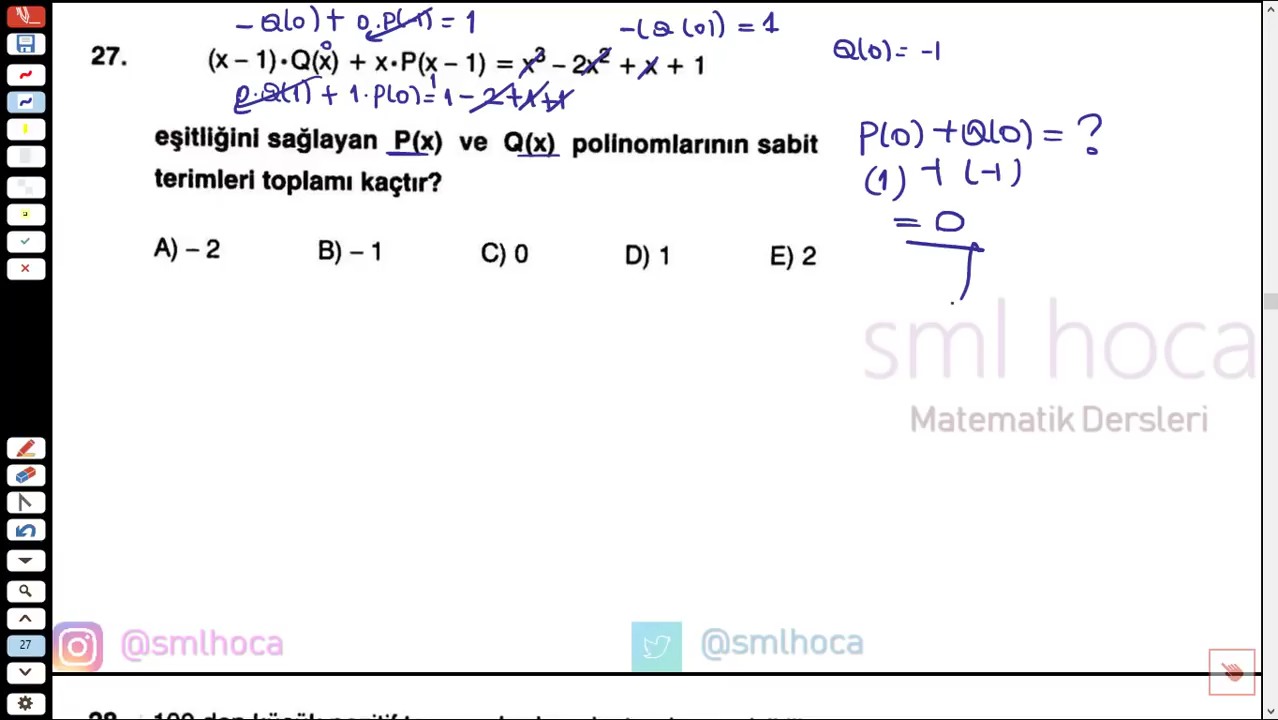 - Q(0) + 0.P(-1) = 1
-(Q(0)) = 1
Q(0) = -1
27. (x – 1)·Q(x) + x·P(x – 1) = x³ – 2x² + x + 1
0
0.Q(1) + 1.P(0) = 1 - 2 + 1 + 1
1
eşitliğini sağlayan P(x) ve Q(x) polinomlarının sabit
terimleri toplamı kaçtır?
P(0) + Q(0) = ?
(1) + (-1)
= 0
A) – 2 B) – 1 C) 0 D) 1 E) 2
sml hoca
Matematik Dersleri
@smlhoca @smlhoca
27